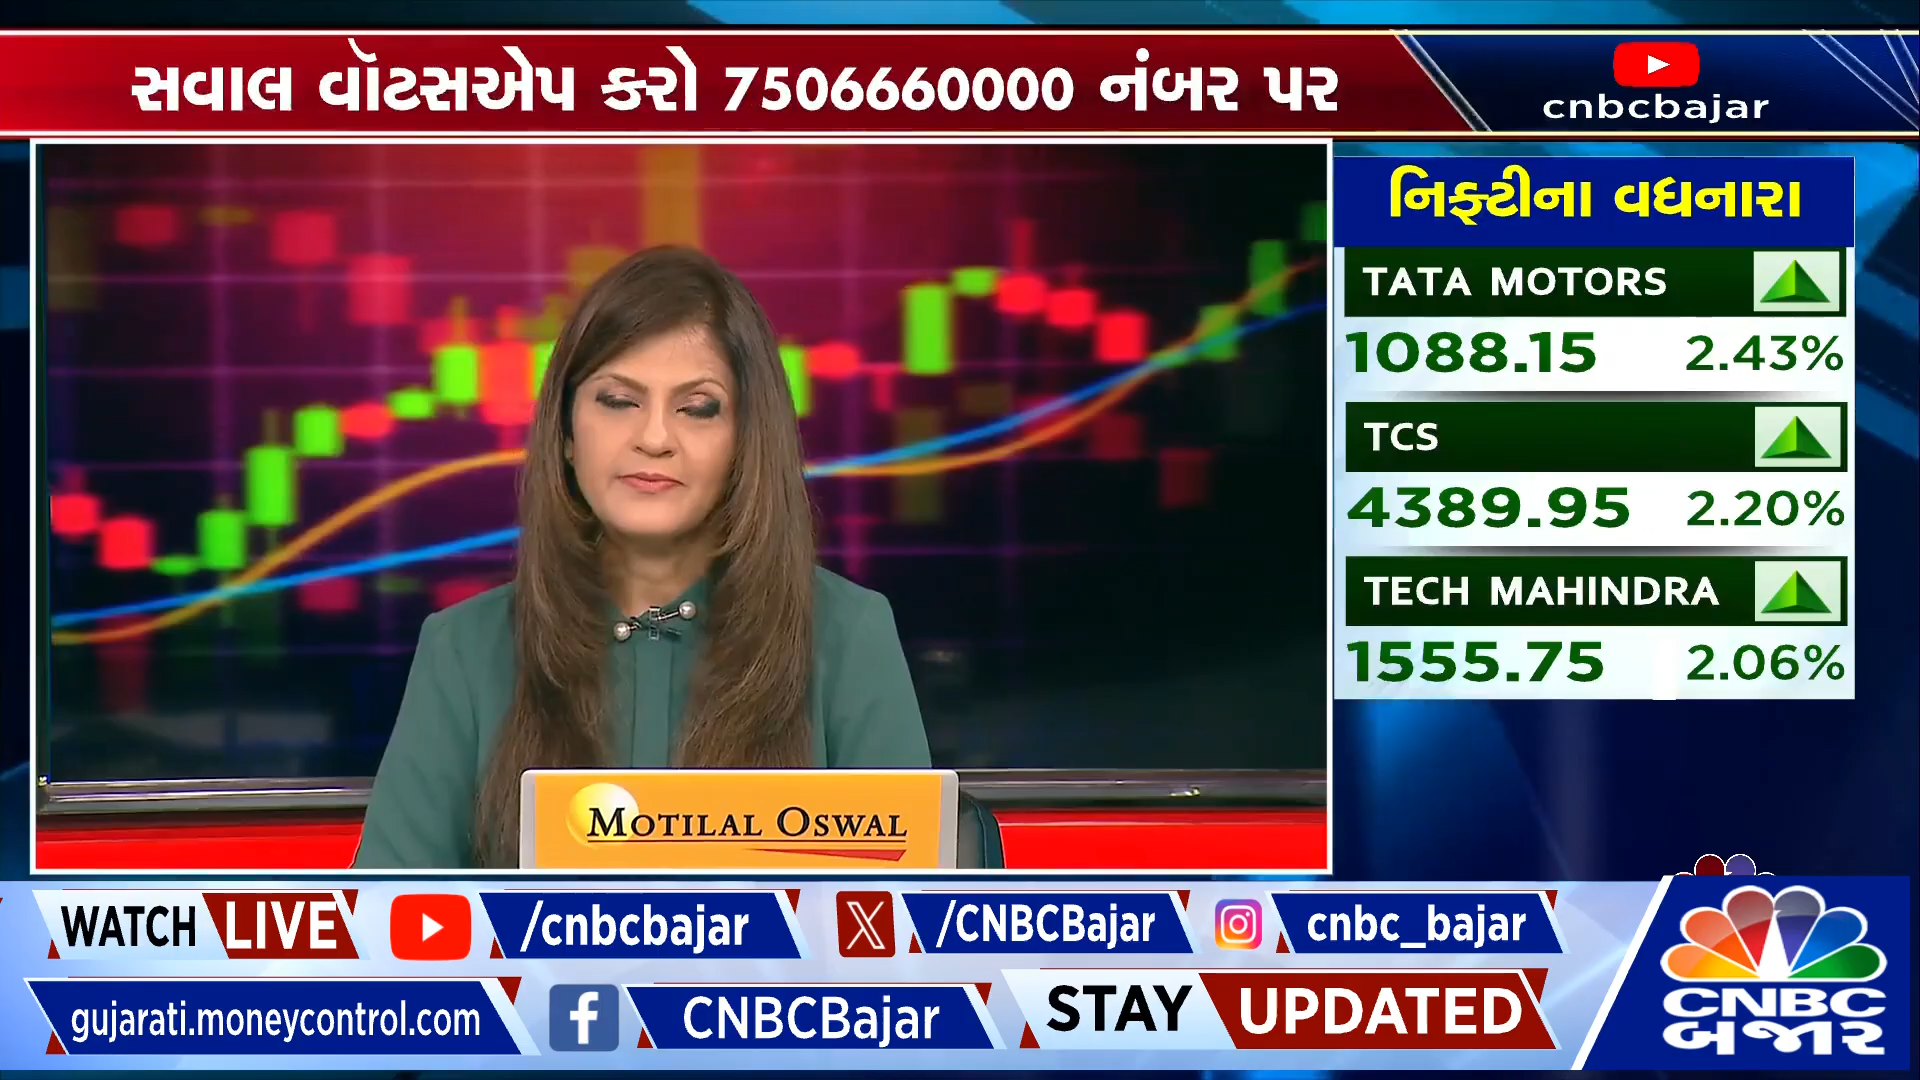 સવાલ વૉટસએપ કરો 7506660000 નંબર પર
cnbcbajar
નિફ્ટીના વધનારા
TATA MOTORS
1088.15 2.43%
TCS
4389.95 2.20%
TECH MAHINDRA
1555.75 2.06%
MOTILAL OSWAL
WATCH LIVE /cnbcbajar /CNBCBajar cnbc_bajar
gujarati.moneycontrol.com CNBCBajar STAY UPDATED
CNBC
બજાર